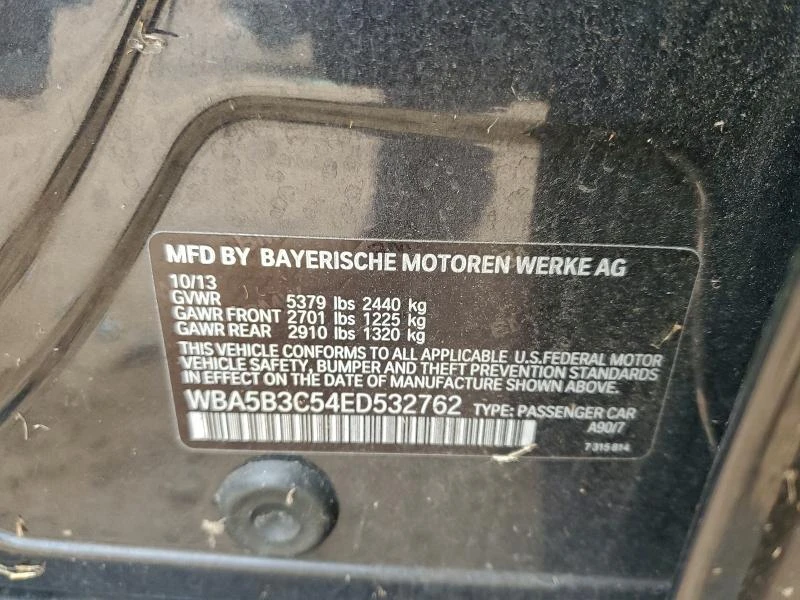 MFD BY BAYERISCHE MOTOREN WERKE AG
10/13
GVWR 5379 lbs 2440 kg
GAWR FRONT 2701 lbs 1225 kg
GAWR REAR 2910 lbs 1320 kg
THIS VEHICLE CONFORMS TO ALL APPLICABLE U.S.FEDERAL MOTOR
VEHICLE SAFETY, BUMPER AND THEFT PREVENTION STANDARDS
IN EFFECT ON THE DATE OF MANUFACTURE SHOWN ABOVE.
WBA5B3C54ED532762 TYPE: PASSENGER CAR
A90/7
7315814